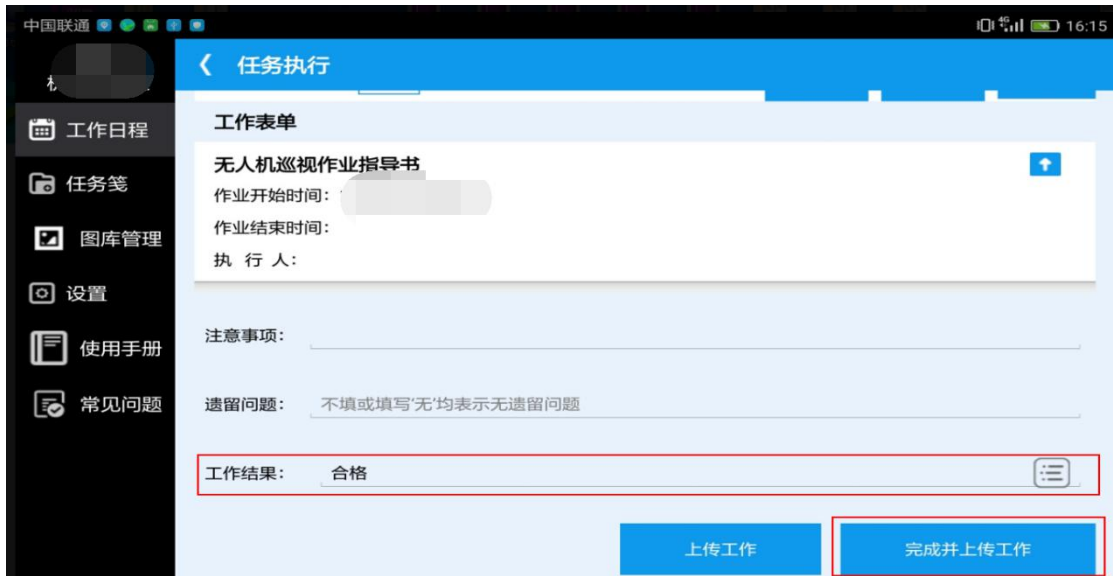 中国联通
4G 16:15
任务执行
工作日程
任务笺
图库管理
设置
使用手册
常见问题
工作表单
无人机巡视作业指导书
作业开始时间：
作业结束时间：
执 行 人：
注意事项：
遗留问题： 不填或填写'无'均表示无遗留问题
工作结果： 合格
上传工作 完成并上传工作